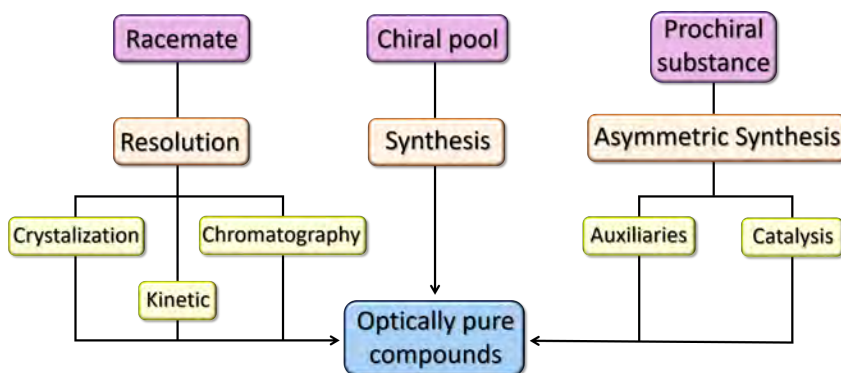 Racemate
Chiral pool
Prochiral
substance
Resolution
Synthesis
Asymmetric Synthesis
Crystalization
Chromatography
Kinetic
Auxiliaries
Catalysis
Optically pure
compounds